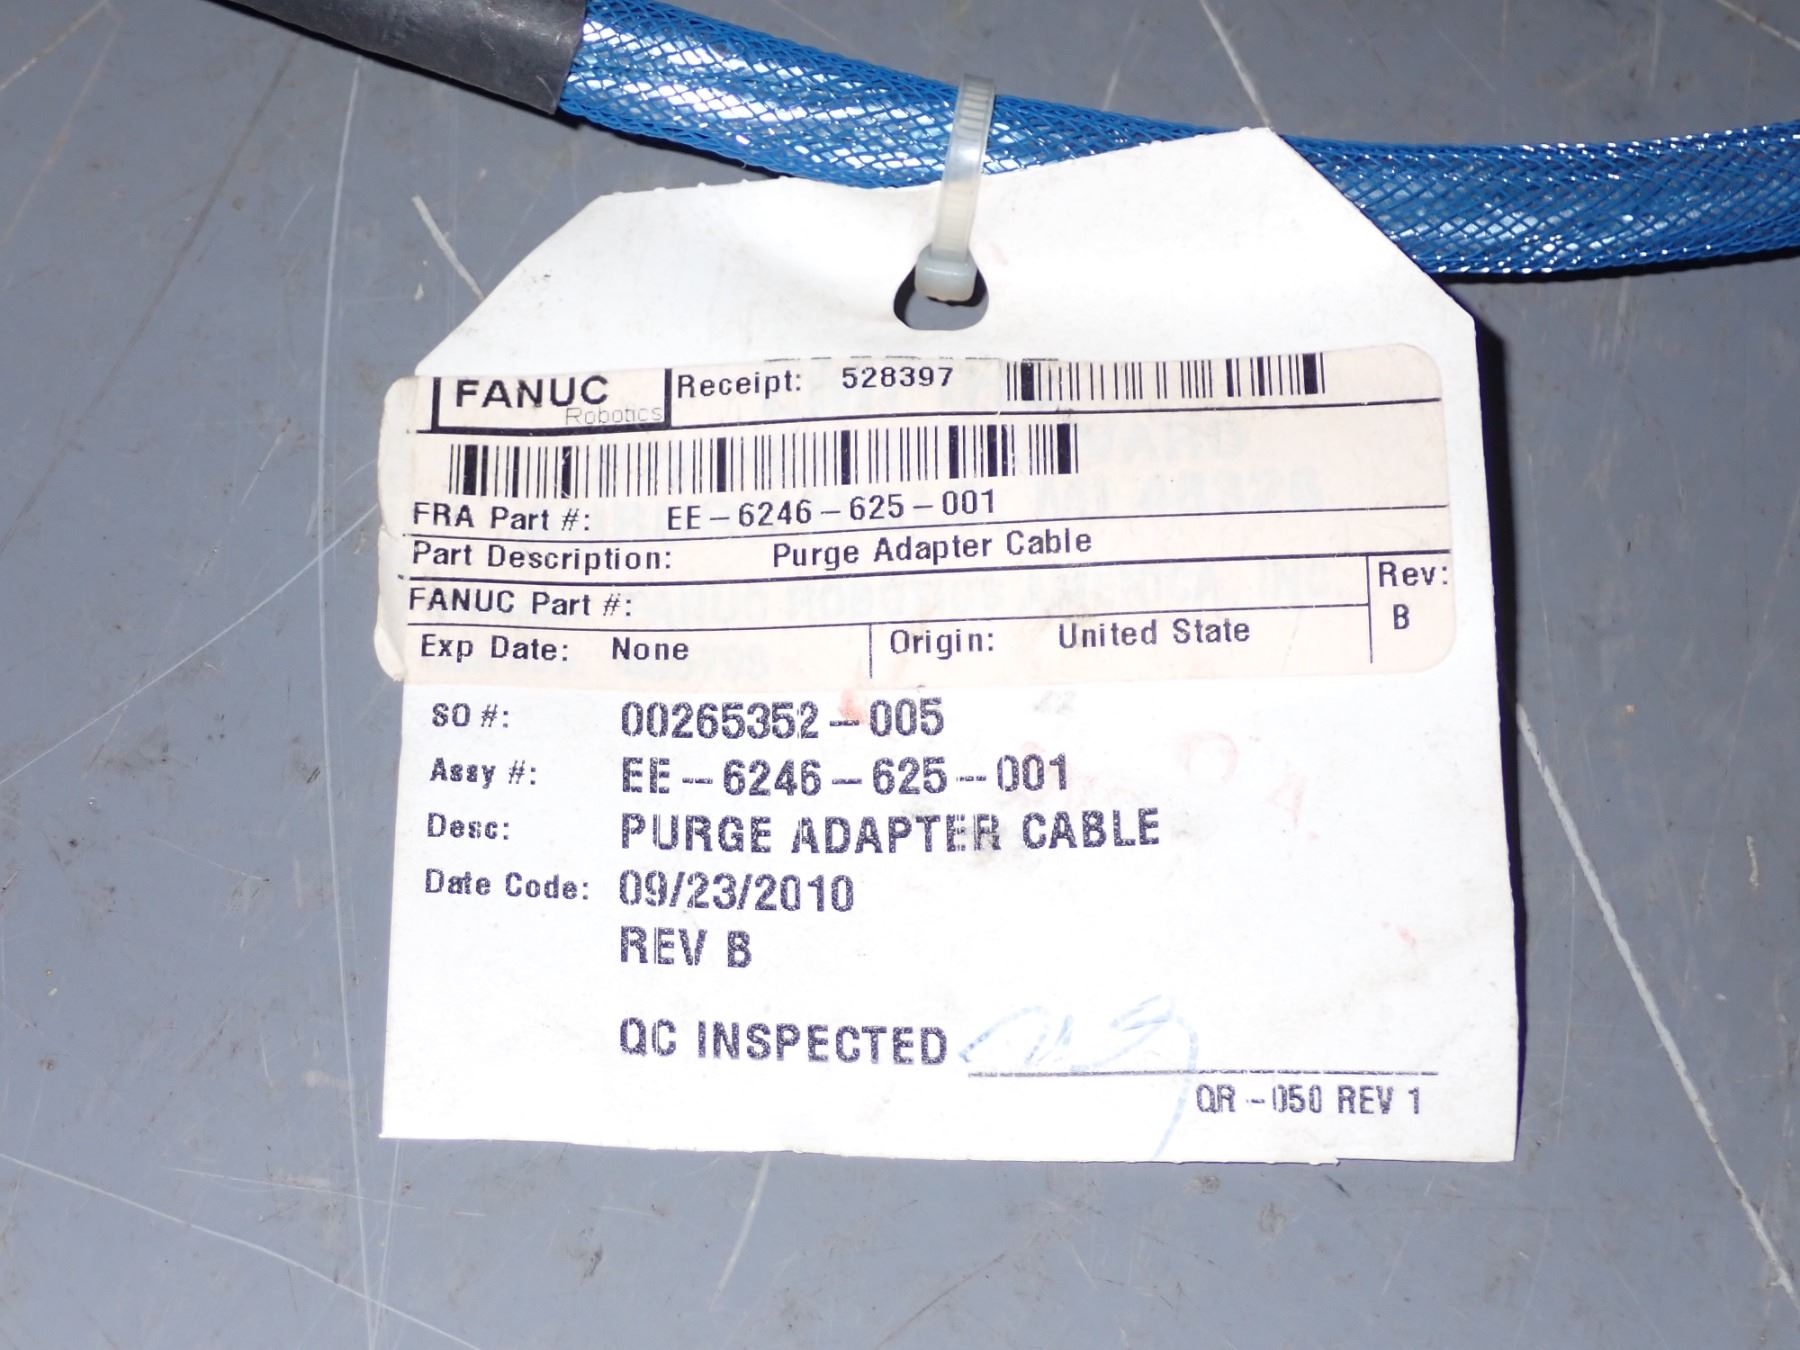 FANUC Robotics Receipt: 528397
FRA Part #: EE-6246-625-001
Part Description: Purge Adapter Cable
FANUC Part #:
Rev: B
Exp Date: None Origin: United State
SO #: 00265352-005
Assy #: EE-6246-625-001
Desc: PURGE ADAPTER CABLE
Date Code: 09/23/2010
REV B
QC INSPECTED
QR-050 REV 1